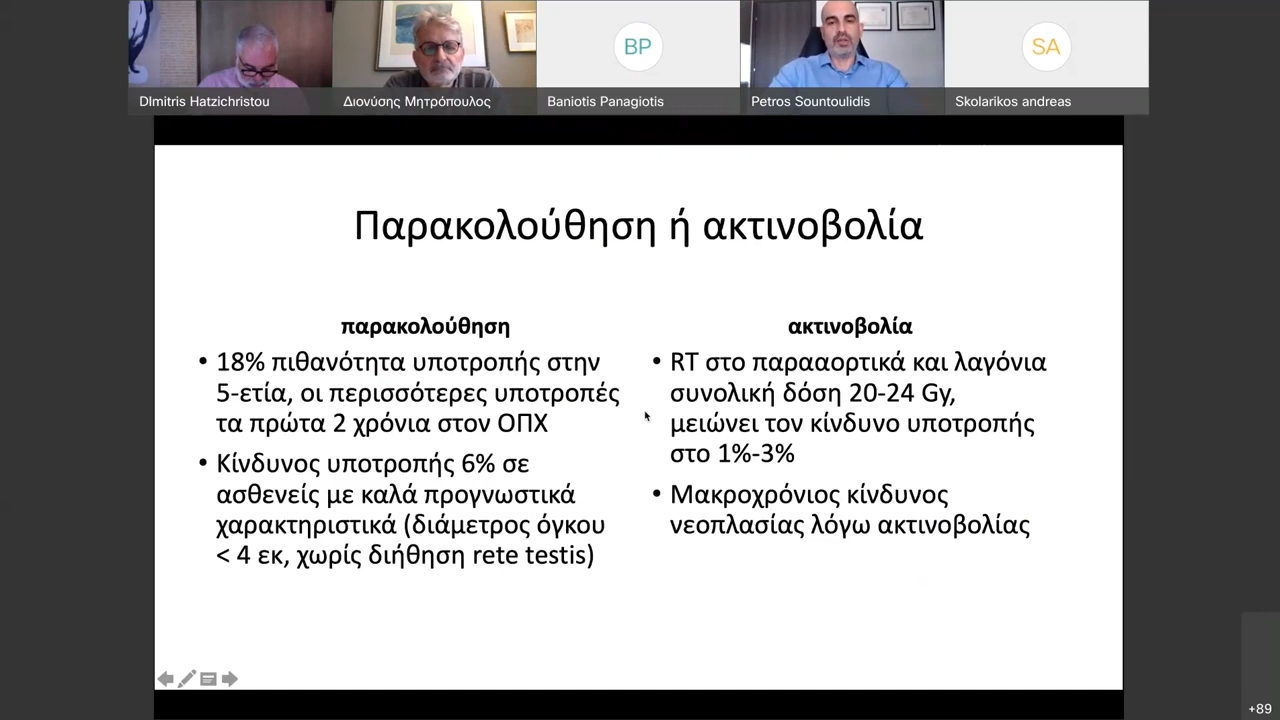 BP
SA
DImitris Hatzichristou
Διονύσης Μητρόπουλος
Baniotis Panagiotis
Petros Sountoulidis
Skolarikos andreas
Παρακολούθηση ή ακτινοβολία
παρακολούθηση
• 18% πιθανότητα υποτροπής στην
5-ετία, οι περισσότερες υποτροπές
τα πρώτα 2 χρόνια στον ΟΠΧ
• Κίνδυνος υποτροπής 6% σε
ασθενείς με καλά προγνωστικά
χαρακτηριστικά (διάμετρος όγκου
< 4 εκ, χωρίς διήθηση rete testis)
ακτινοβολία
• RT στο παρααορτικά και λαγόνια
συνολική δόση 20-24 Gy,
μειώνει τον κίνδυνο υποτροπής
στο 1%-3%
• Μακροχρόνιος κίνδυνος
νεοπλασίας λόγω ακτινοβολίας
+89